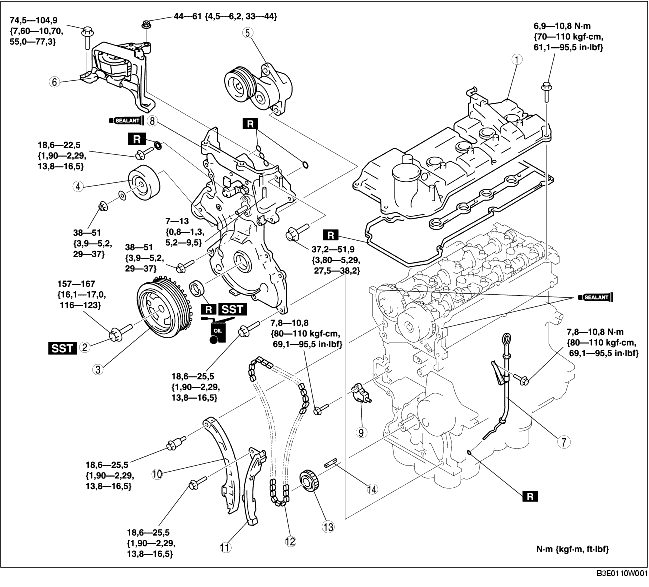 74,5—104,9
{7,60—10,70,
55,0—77,3}
44—61 {4,5—6,2, 33—44}
5
6,9—10,8 N·m
{70—110 kgf·cm,
61,1—95,5 in·lbf}
1
6
SEALANT
8
R
R
18,6—22,5
{1,90—2,29,
13,8—16,5}
4
38—51
{3,9—5,2,
29—37}
7—13
{0,8—1,3,
5,2—9,5}
38—51
{3,9—5,2,
29—37}
R
37,2—51,9
{3,80—5,29,
27,5—38,2}
157—167
{16,1—17,0,
116—123}
R SST
OIL
SEALANT
SST 2
3
7,8—10,8
{80—110 kgf·cm,
69,1—95,5 in·lbf}
7,8—10,8 N·m
{80—110 kgf·cm,
69,1—95,5 in·lbf}
18,6—25,5
{1,90—2,29,
13,8—16,5}
9
7
18,6—25,5
{1,90—2,29,
13,8—16,5}
10
14
R
13
12
11
18,6—25,5
{1,90—2,29,
13,8—16,5}
N·m {kgf·m, ft·lbf}
B3E0110W001